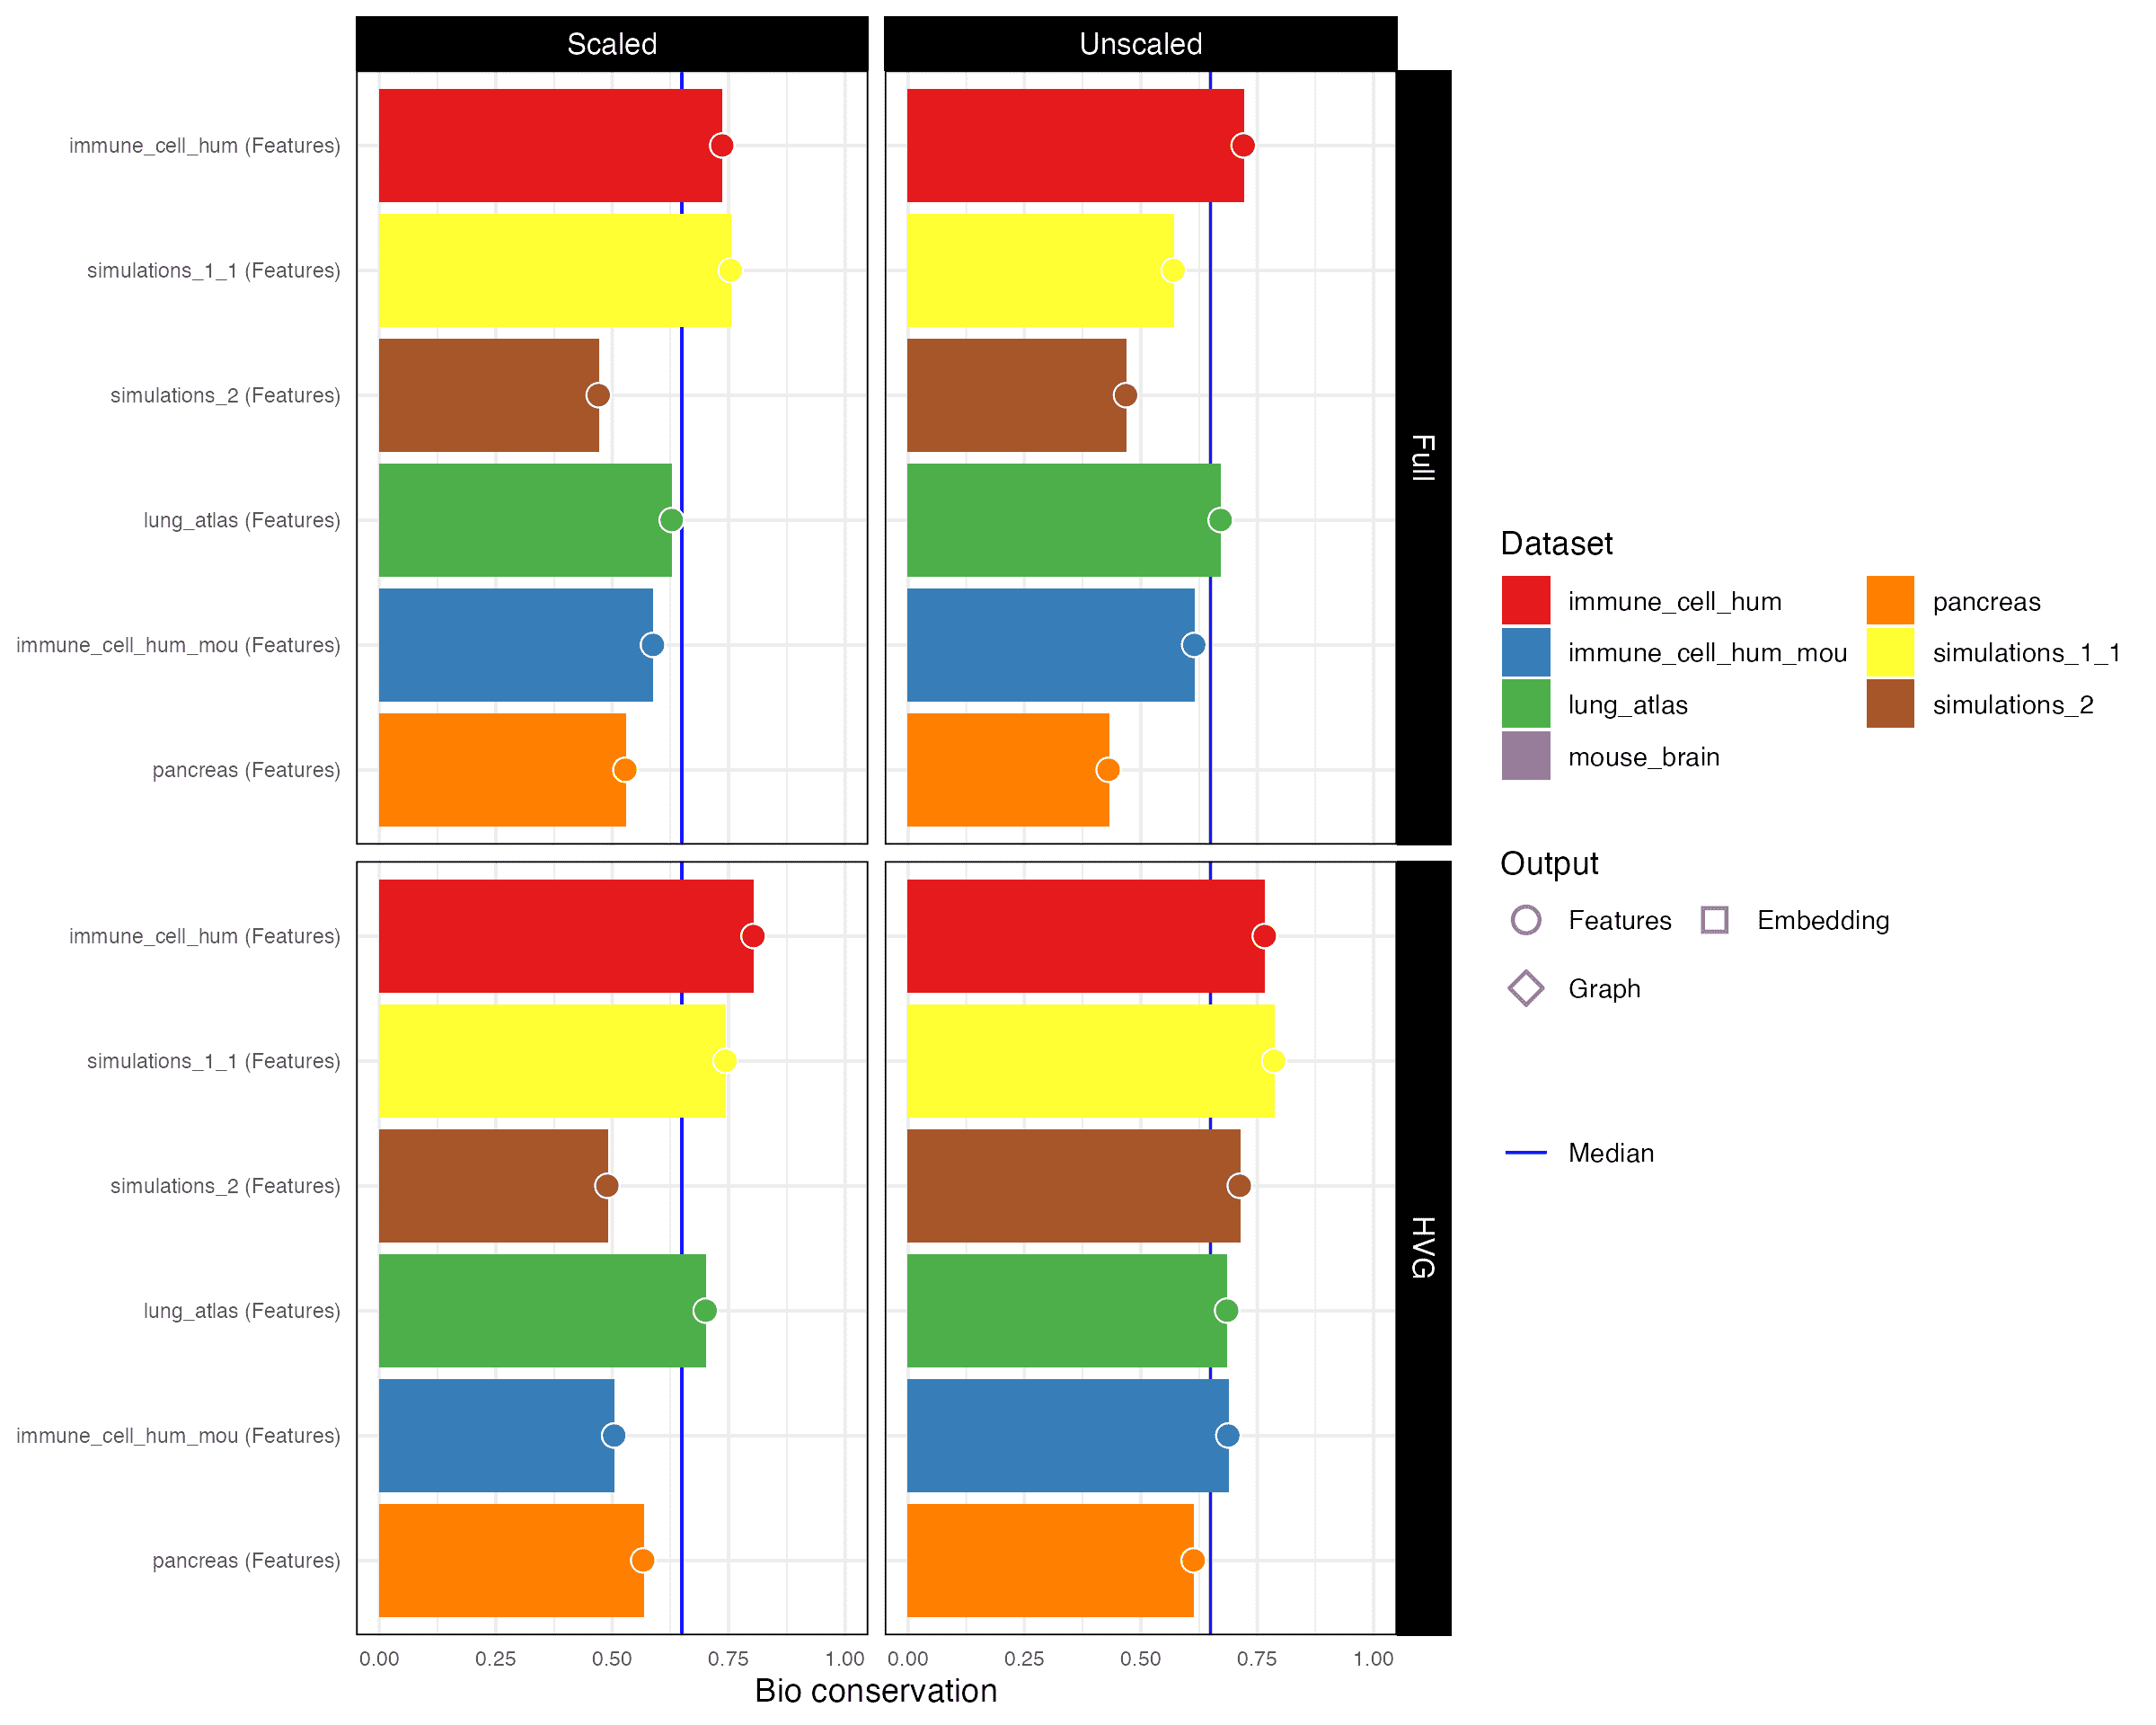 Scaled
Unscaled
immune_cell_hum (Features)
simulations_1_1 (Features)
simulations_2 (Features)
lung_atlas (Features)
immune_cell_hum_mou (Features)
pancreas (Features)
Full
immune_cell_hum (Features)
simulations_1_1 (Features)
simulations_2 (Features)
lung_atlas (Features)
immune_cell_hum_mou (Features)
pancreas (Features)
HVG
0.00 0.25 0.50 0.75 1.00
0.00 0.25 0.50 0.75 1.00
Bio conservation
Dataset
immune_cell_hum
immune_cell_hum_mou
lung_atlas
mouse_brain
pancreas
simulations_1_1
simulations_2
Output
Features
Embedding
Graph
Median